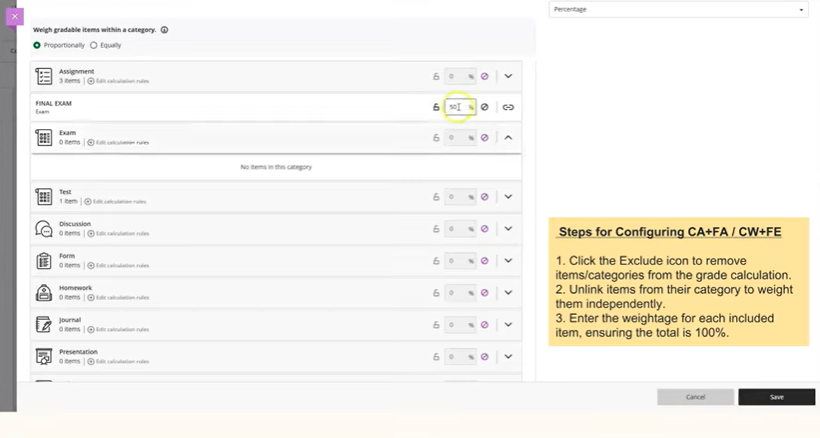 Percentage
Weigh gradable items within a category.
Proportionally Equally
Assignment
3 items | Edit calculation rules
0 %
FINAL EXAM
Exam
50 %
Exam
0 items | Edit calculation rules
0 %
No items in this category
Test
1 item | Edit calculation rules
0 %
Discussion
0 items | Edit calculation rules
0 %
Form
0 items | Edit calculation rules
0 %
Homework
0 items | Edit calculation rules
0 %
Journal
0 items | Edit calculation rules
0 %
Presentation
0 items | Edit calculation rules
0 %
Steps for Configuring CA+FA / CW+FE
1. Click the Exclude icon to remove
items/categories from the grade calculation.
2. Unlink items from their category to weight
them independently.
3. Enter the weightage for each included
item, ensuring the total is 100%.
Cancel Save